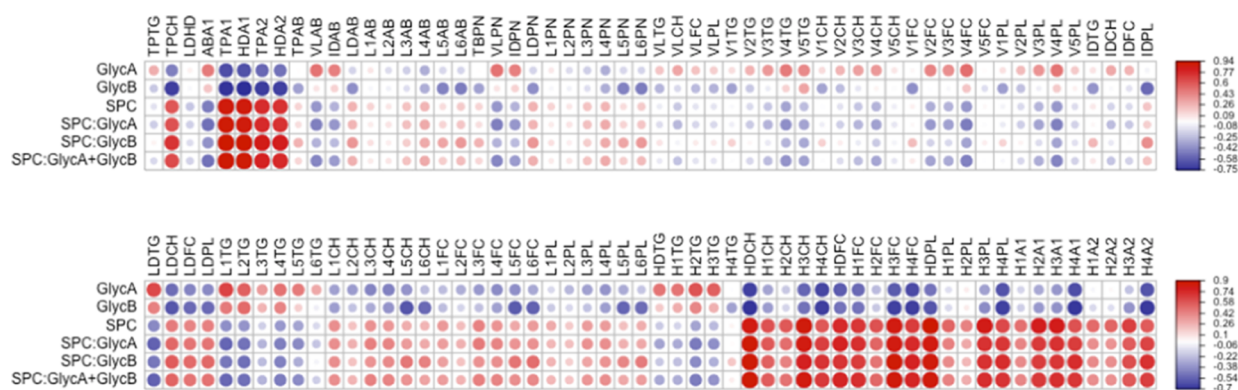 TPTG TPCH LDHD ABA1 TPA1 HDA1 TPA2 HDA2 TPAB VLAB IDAB LDAB L1AB L2AB L3AB L4AB L5AB L6AB TBPN VLPN IDPN LDPN L1PN L2PN L3PN L4PN L5PN L6PN VLTG VLCH VLFC VLPL V1TG V2TG V3TG V4TG V5TG V1CH V2CH V3CH V4CH V5CH V1FC V2FC V3FC V4FC V5FC V1PL V2PL V3PL V4PL V5PL IDTG IDCH IDFC IDPL
GlycA
GlycB
SPC
SPC:GlycA
SPC:GlycB
SPC:GlycA+GlycB
0.94
0.77
0.6
0.43
0.26
0.09
-0.08
-0.25
-0.42
-0.58
-0.75
LDTG LDCH LDFC LDPL L1TG L2TG L3TG L4TG L5TG L6TG L1CH L2CH L3CH L4CH L5CH L6CH L1FC L2FC L3FC L4FC L5FC L6FC L1PL L2PL L3PL L4PL L5PL L6PL HDTG H1TG H2TG H3TG H4TG HDCH H1CH H2CH H3CH H4CH HDFC H1FC H2FC H3FC H4FC HDPL H1PL H2PL H3PL H4PL H1A1 H2A1 H3A1 H4A1 H1A2 H2A2 H3A2 H4A2
GlycA
GlycB
SPC
SPC:GlycA
SPC:GlycB
SPC:GlycA+GlycB
0.9
0.74
0.58
0.42
0.26
0.1
-0.06
-0.22
-0.38
-0.54
-0.7